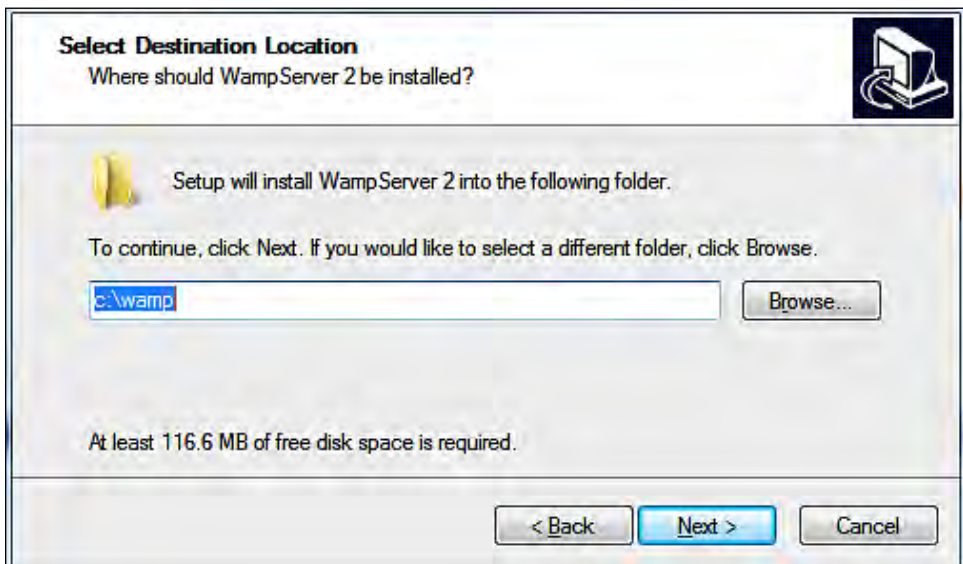 Select Destination Location
Where should WampServer 2 be installed?
Setup will install WampServer 2 into the following folder.
To continue, click Next. If you would like to select a different folder, click Browse.
c:\wamp
Browse...
At least 116.6 MB of free disk space is required.
< Back
Next >
Cancel